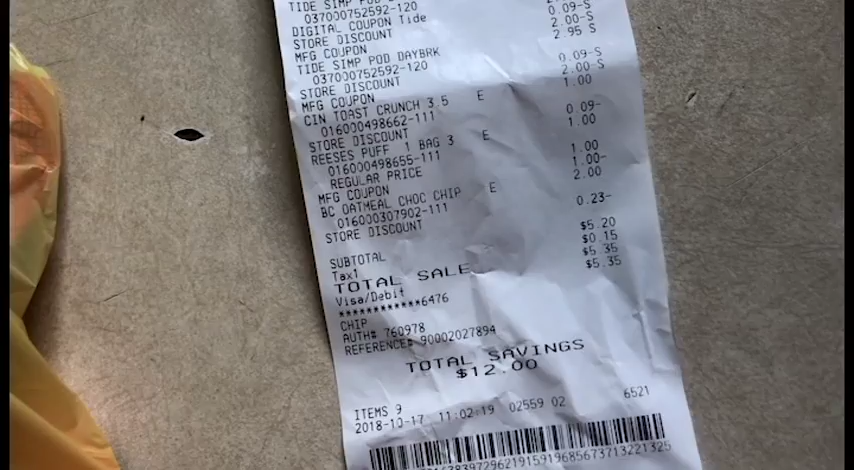 TIDE SIMP POD
037000752592-120
DIGITAL COUPON Tide 0.09-S
STORE DISCOUNT 2.00-S
MFG COUPON 2.95 S
TIDE SIMP POD DAYBRK
037000752592-120 0.09-S
STORE DISCOUNT 2.00-S
MFG COUPON 1.00
CIN TOAST CRUNCH 3.5 E
016000498662-111 0.09-
STORE DISCOUNT 1.00
REESES PUFF 1 BAG 3 E
016000498655-111 1.00
REGULAR PRICE 1.00-
MFG COUPON 2.00
BC OATMEAL CHOC CHIP E
016000307902-111 0.23-
STORE DISCOUNT
SUBTOTAL $5.20
Tax1 $0.15
TOTAL SALE $5.35
Visa/Debit $5.35
***********6476
CHIP
AUTH# 760978
REFERENCE# 90002027894
TOTAL SAVINGS
$12.00
ITEMS 9 6521
2018-10-17 11:02:19 02559 02